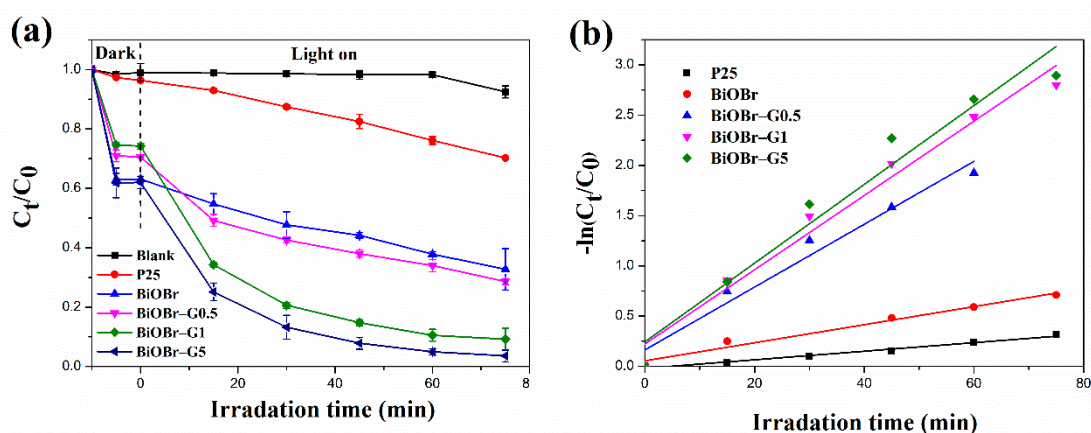 (a)
Dark
Light on
1.0
0.8
0.6
0.4
0.2
0.0
Ct/C0
Blank
P25
BiOBr
BiOBr–G0.5
BiOBr–G1
BiOBr–G5
0
20
40
60
Irradation time (min)
(b)
3.0
2.5
2.0
1.5
1.0
0.5
0.0
-ln(Ct/C0)
P25
BiOBr
BiOBr–G0.5
BiOBr–G1
BiOBr–G5
0
20
40
60
80
Irradation time (min)